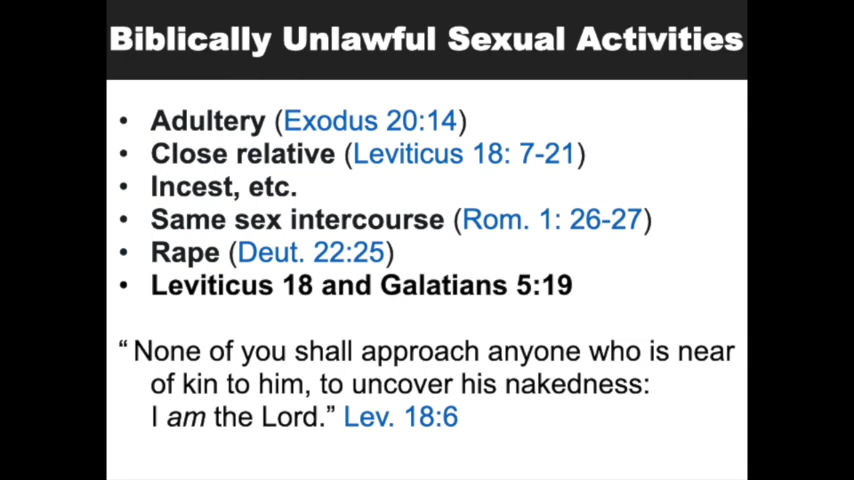 Biblically Unlawful Sexual Activities
• Adultery (Exodus 20:14)
• Close relative (Leviticus 18: 7-21)
• Incest, etc.
• Same sex intercourse (Rom. 1: 26-27)
• Rape (Deut. 22:25)
• Leviticus 18 and Galatians 5:19
“ None of you shall approach anyone who is near
of kin to him, to uncover his nakedness:
I am the Lord.” Lev. 18:6